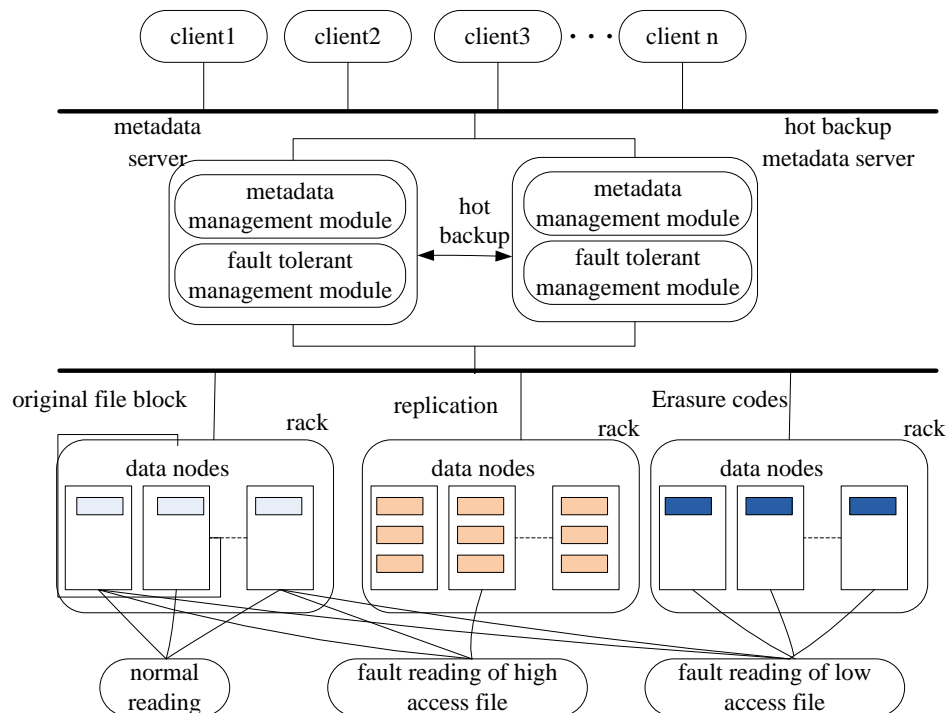 client1
client2
client3
• • •
client n
metadata
server
hot backup
metadata server
metadata
management module
fault tolerant
management module
hot
backup
metadata
management module
fault tolerant
management module
original file block
rack
replication
rack
Erasure codes
rack
data nodes
data nodes
data nodes
normal
reading
fault reading of high
access file
fault reading of low
access file